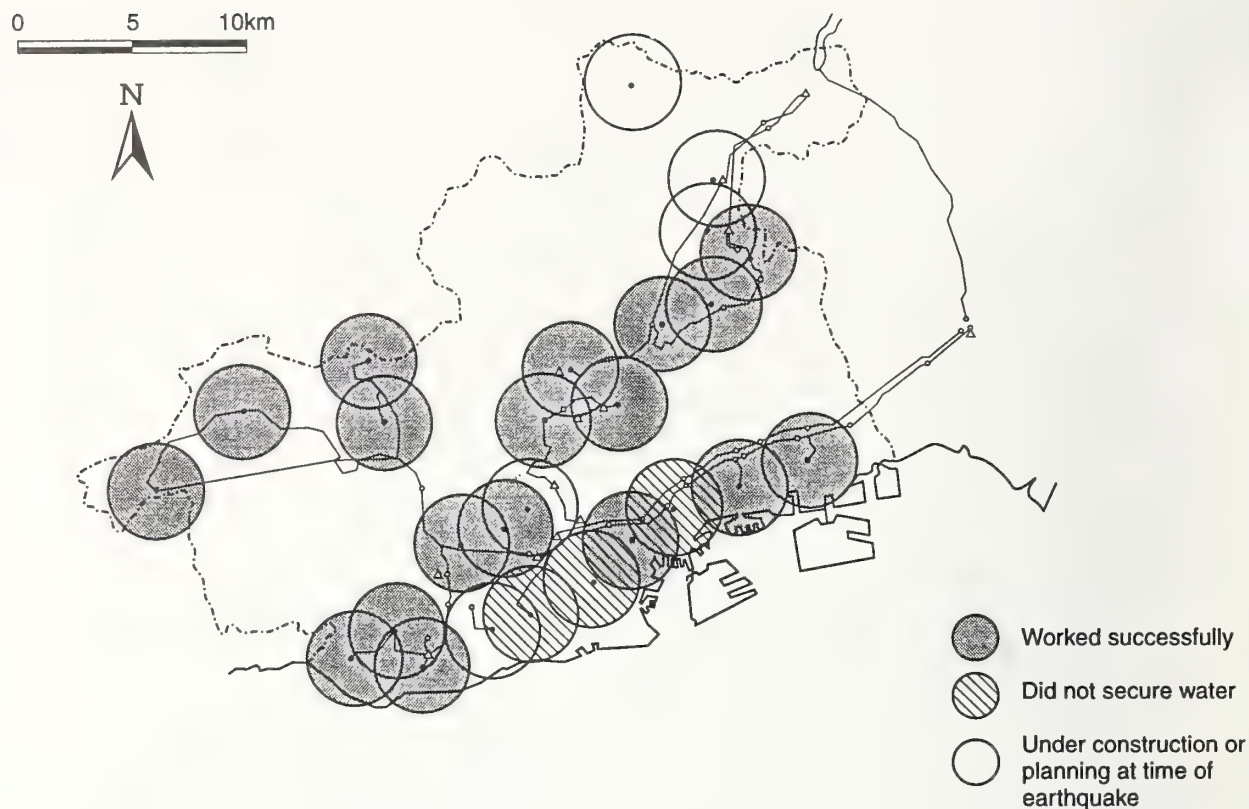 0 5 10km
N
Worked successfully
Did not secure water
Under construction or
planning at time of
earthquake